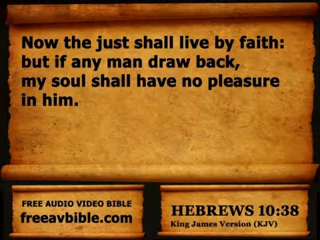 Now the just shall live by faith:
but if any man draw back,
my soul shall have no pleasure
in him.
FREE AUDIO VIDEO BIBLE
freeavbible.com
HEBREWS 10:38
King James Version (KJV)